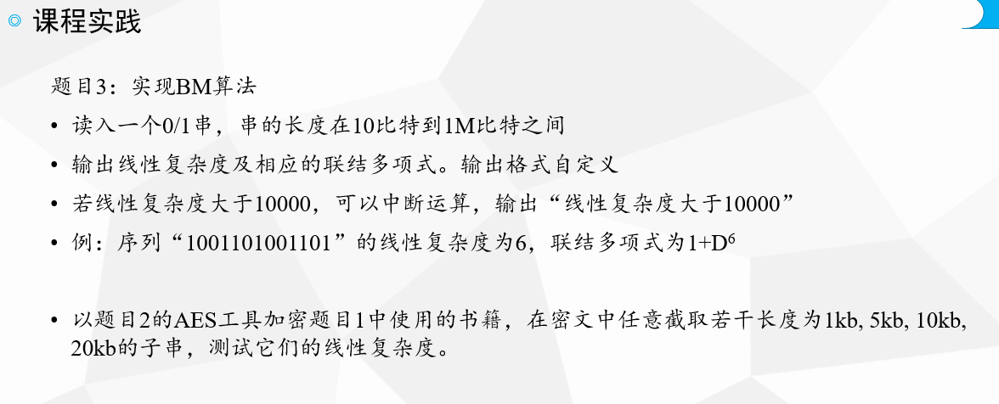 课程实践
题目3：实现BM算法
• 读入一个0/1串，串的长度在10比特到1M比特之间
• 输出线性复杂度及相应的联结多项式。输出格式自定义
• 若线性复杂度大于10000，可以中断运算，输出“线性复杂度大于10000”
• 例：序列“1001101001101”的线性复杂度为6，联结多项式为1+D⁶
• 以题目2的AES工具加密题目1中使用的书籍，在密文中任意截取若干长度为1kb, 5kb, 10kb,
20kb的子串，测试它们的线性复杂度。